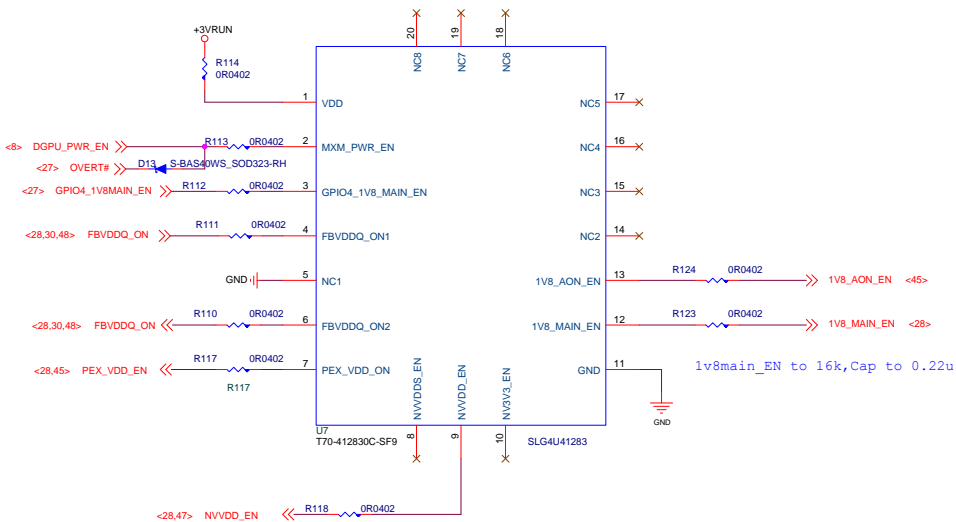 20 19 18
+3VRUN
NC8 NC7 NC6
R114
0R0402
1 VDD NC5 17
<8> DGPU_PWR_EN R113 0R0402 2 MXM_PWR_EN NC4 16
<27> OVERT# D13 S-BAS40WS_SOD323-RH
<27> GPIO4_1V8MAIN_EN R112 0R0402 3 GPIO4_1V8_MAIN_EN NC3 15
<28,30,48> FBVDDQ_ON R111 0R0402 4 FBVDDQ_ON1 NC2 14
GND 5 NC1 1V8_AON_EN 13 R124 0R0402 1V8_AON_EN <45>
<28,30,48> FBVDDQ_ON R110 0R0402 6 FBVDDQ_ON2 1V8_MAIN_EN 12 R123 0R0402 1V8_MAIN_EN <28>
<28,45> PEX_VDD_EN R117 0R0402 7 PEX_VDD_ON GND 11 1v8main_EN to 16k,Cap to 0.22u
R117
NVVDDS_EN NVVDD_EN NV3V3_EN
GND
U7
T70-412830C-SF9 8 9 10 SLG4U41283
<28,47> NVVDD_EN R118 0R0402